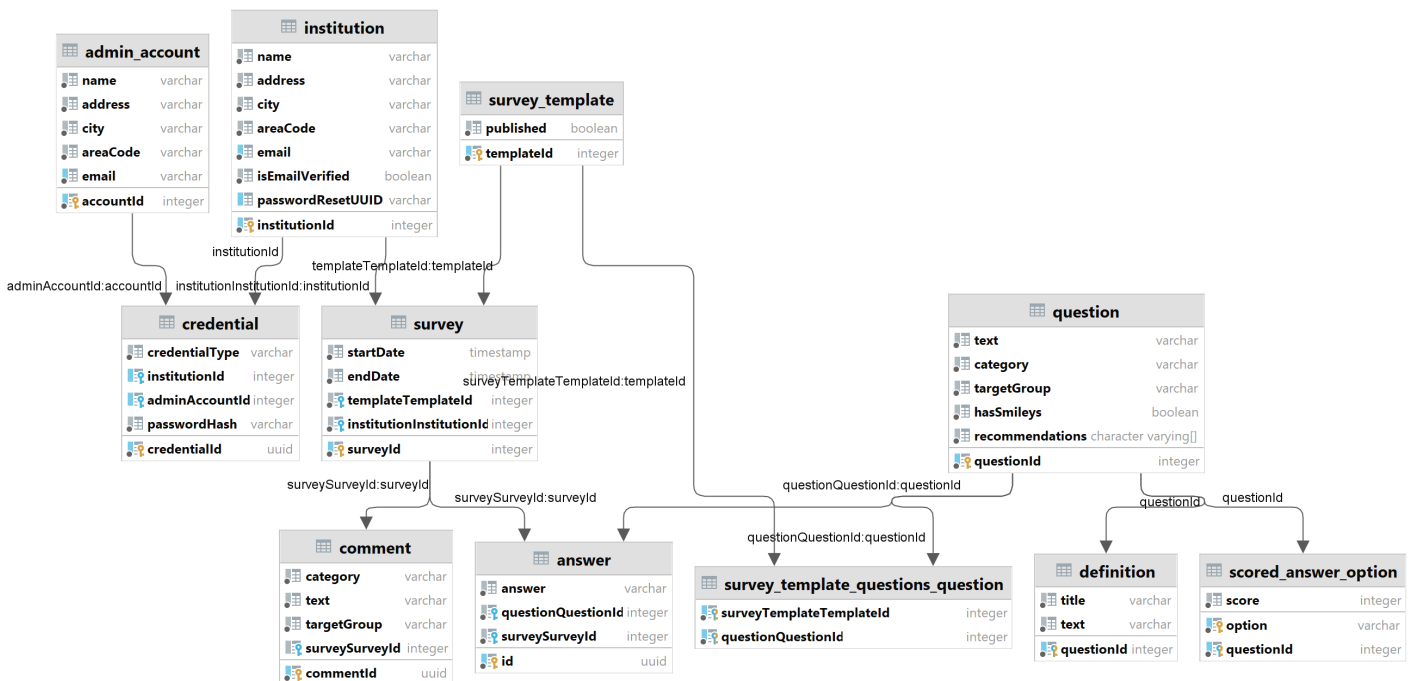 admin_account
name varchar
address varchar
city varchar
areaCode varchar
email varchar
accountId integer
institution
name varchar
address varchar
city varchar
areaCode varchar
email varchar
isEmailVerified boolean
passwordResetUUID varchar
institutionId integer
survey_template
published boolean
templateId integer
institutionId
templateTemplateId:templateId
adminAccountId:accountId
institutionInstitutionId:institutionId
credential
credentialType varchar
institutionId integer
adminAccountId integer
passwordHash varchar
credentialId uuid
survey
startDate timestamp
endDate timestamp
templateTemplateId integer
institutionInstitutionId integer
surveyId integer
surveyTemplateTemplateId:templateId
question
text varchar
category varchar
targetGroup varchar
hasSmileys boolean
recommendations character varying[]
questionId integer
surveySurveyId:surveyId
surveySurveyId:surveyId
questionQuestionId:questionId
questionId
questionId
questionQuestionId:questionId
comment
category varchar
text varchar
targetGroup varchar
surveySurveyId integer
commentId uuid
answer
answer varchar
questionQuestionId integer
surveySurveyId integer
id uuid
survey_template_questions_question
surveyTemplateTemplateId integer
questionQuestionId integer
definition
title varchar
text varchar
questionId integer
scored_answer_option
score integer
option varchar
questionId integer